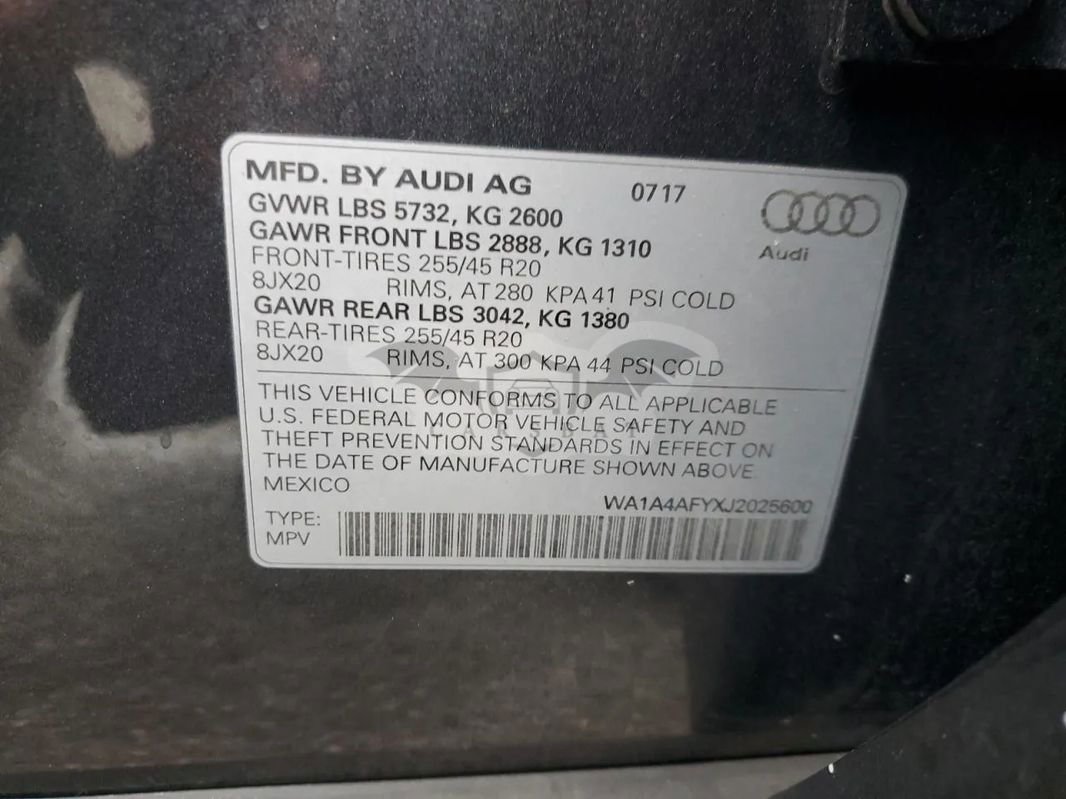 MFD. BY AUDI AG 0717
GVWR LBS 5732, KG 2600
GAWR FRONT LBS 2888, KG 1310
Audi
FRONT-TIRES 255/45 R20
8JX20 RIMS, AT 280 KPA 41 PSI COLD
GAWR REAR LBS 3042, KG 1380
REAR-TIRES 255/45 R20
8JX20 RIMS, AT 300 KPA 44 PSI COLD
THIS VEHICLE CONFORMS TO ALL APPLICABLE
U.S. FEDERAL MOTOR VEHICLE SAFETY AND
THEFT PREVENTION STANDARDS IN EFFECT ON
THE DATE OF MANUFACTURE SHOWN ABOVE.
MEXICO
WA1A4AFYXJ2025600
TYPE:
MPV